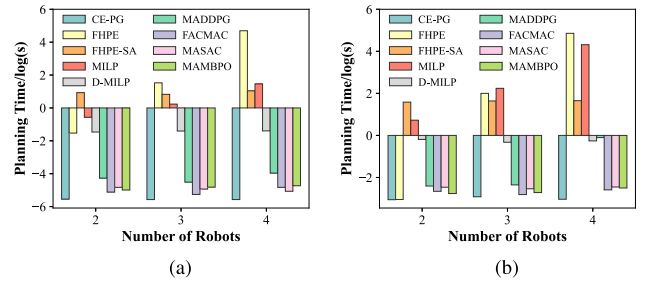 6
4
2
0
−2
−4
−6
Planning Time/log(s)
CE-PG
FHPE
FHPE-SA
MILP
D-MILP
MADDPG
FACMAC
MASAC
MAMBPO
2 3 4
Number of Robots
(a)
6
4
2
0
−2
Planning Time/log(s)
CE-PG
FHPE
FHPE-SA
MILP
D-MILP
MADDPG
FACMAC
MASAC
MAMBPO
2 3 4
Number of Robots
(b)